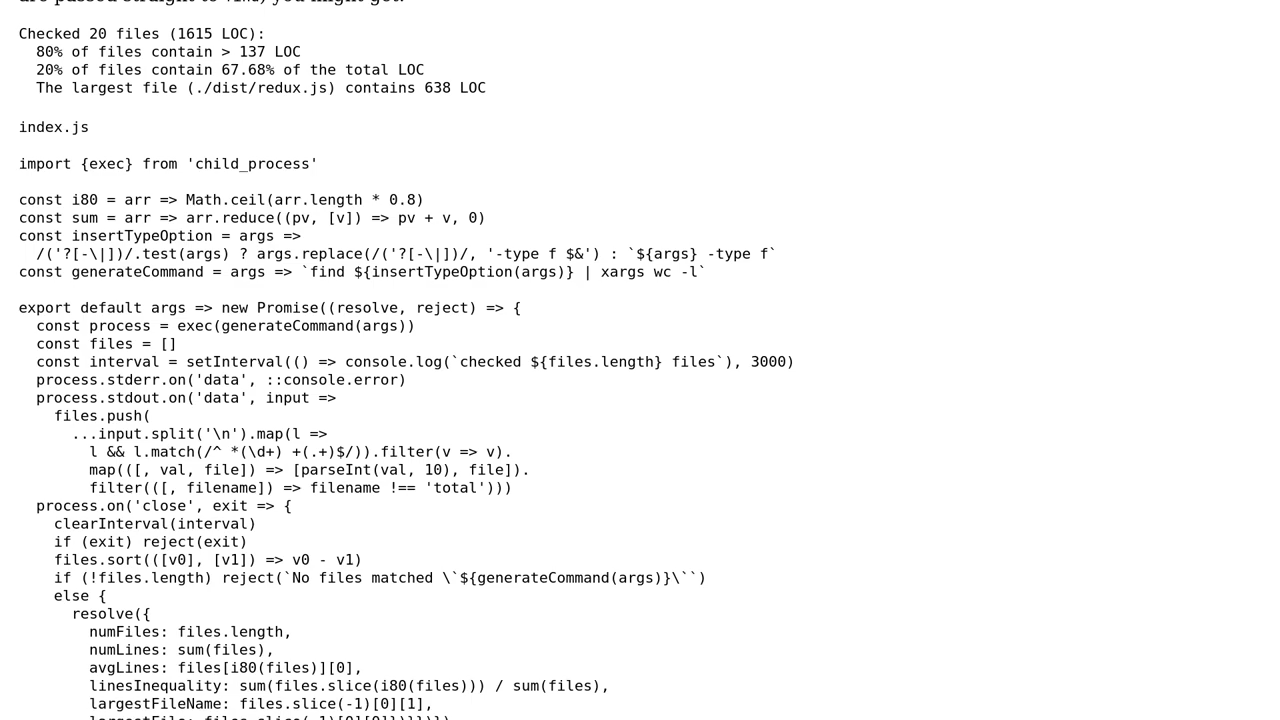 are passed straight to find) you might get:
Checked 20 files (1615 LOC):
  80% of files contain > 137 LOC
  20% of files contain 67.68% of the total LOC
  The largest file (./dist/redux.js) contains 638 LOC
index.js
import {exec} from 'child_process'
const i80 = arr => Math.ceil(arr.length * 0.8)
const sum = arr => arr.reduce((pv, [v]) => pv + v, 0)
const insertTypeOption = args =>
  /('?[-\|])/.test(args) ? args.replace(/('?[-\|])/, '-type f $&') : `${args} -type f`
const generateCommand = args => `find ${insertTypeOption(args)} | xargs wc -l`
export default args => new Promise((resolve, reject) => {
  const process = exec(generateCommand(args))
  const files = []
  const interval = setInterval(() => console.log(`checked ${files.length} files`), 3000)
  process.stderr.on('data', ::console.error)
  process.stdout.on('data', input =>
    files.push(
      ...input.split('\n').map(l =>
        l && l.match(/^ *(\d+) +(.+)$/)).filter(v => v).
        map(([, val, file]) => [parseInt(val, 10), file]).
        filter(([, filename]) => filename !== 'total')))
  process.on('close', exit => {
    clearInterval(interval)
    if (exit) reject(exit)
    files.sort(([v0], [v1]) => v0 - v1)
    if (!files.length) reject(`No files matched \`${generateCommand(args)}\``)
    else {
      resolve({
        numFiles: files.length,
        numLines: sum(files),
        avgLines: files[i80(files)][0],
        linesInequality: sum(files.slice(i80(files))) / sum(files),
        largestFileName: files.slice(-1)[0][1],